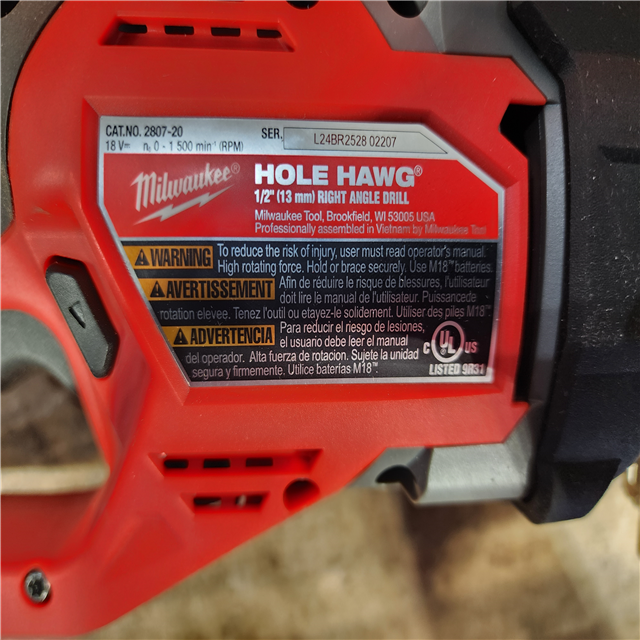 CAT.NO. 2807-20
SER. L24BR2528 02207
18 V⎓ n₀ 0 - 1 500 min⁻¹ (RPM)
Milwaukee®
HOLE HAWG®
1/2" (13 mm) RIGHT ANGLE DRILL
Milwaukee Tool, Brookfield, WI 53005 USA
Professionally assembled in Vietnam by Milwaukee Tool
WARNING To reduce the risk of injury, user must read operator's manual.
High rotating force. Hold or brace securely. Use M18™ batteries.
AVERTISSEMENT Afin de réduire le risque de blessures, l'utilisateur
doit lire le manuel de l'utilisateur. Puissancede
rotation elevee. Tenez l'outil ou etayez-le solidement. Utiliser des piles M18™.
ADVERTENCIA Para reducir el riesgo de lesiones,
el usuario debe leer el manual
del operador. Alta fuerza de rotacion. Sujete la unidad
segura y firmemente. Utilice baterías M18™.
C UL US
LISTED 9831